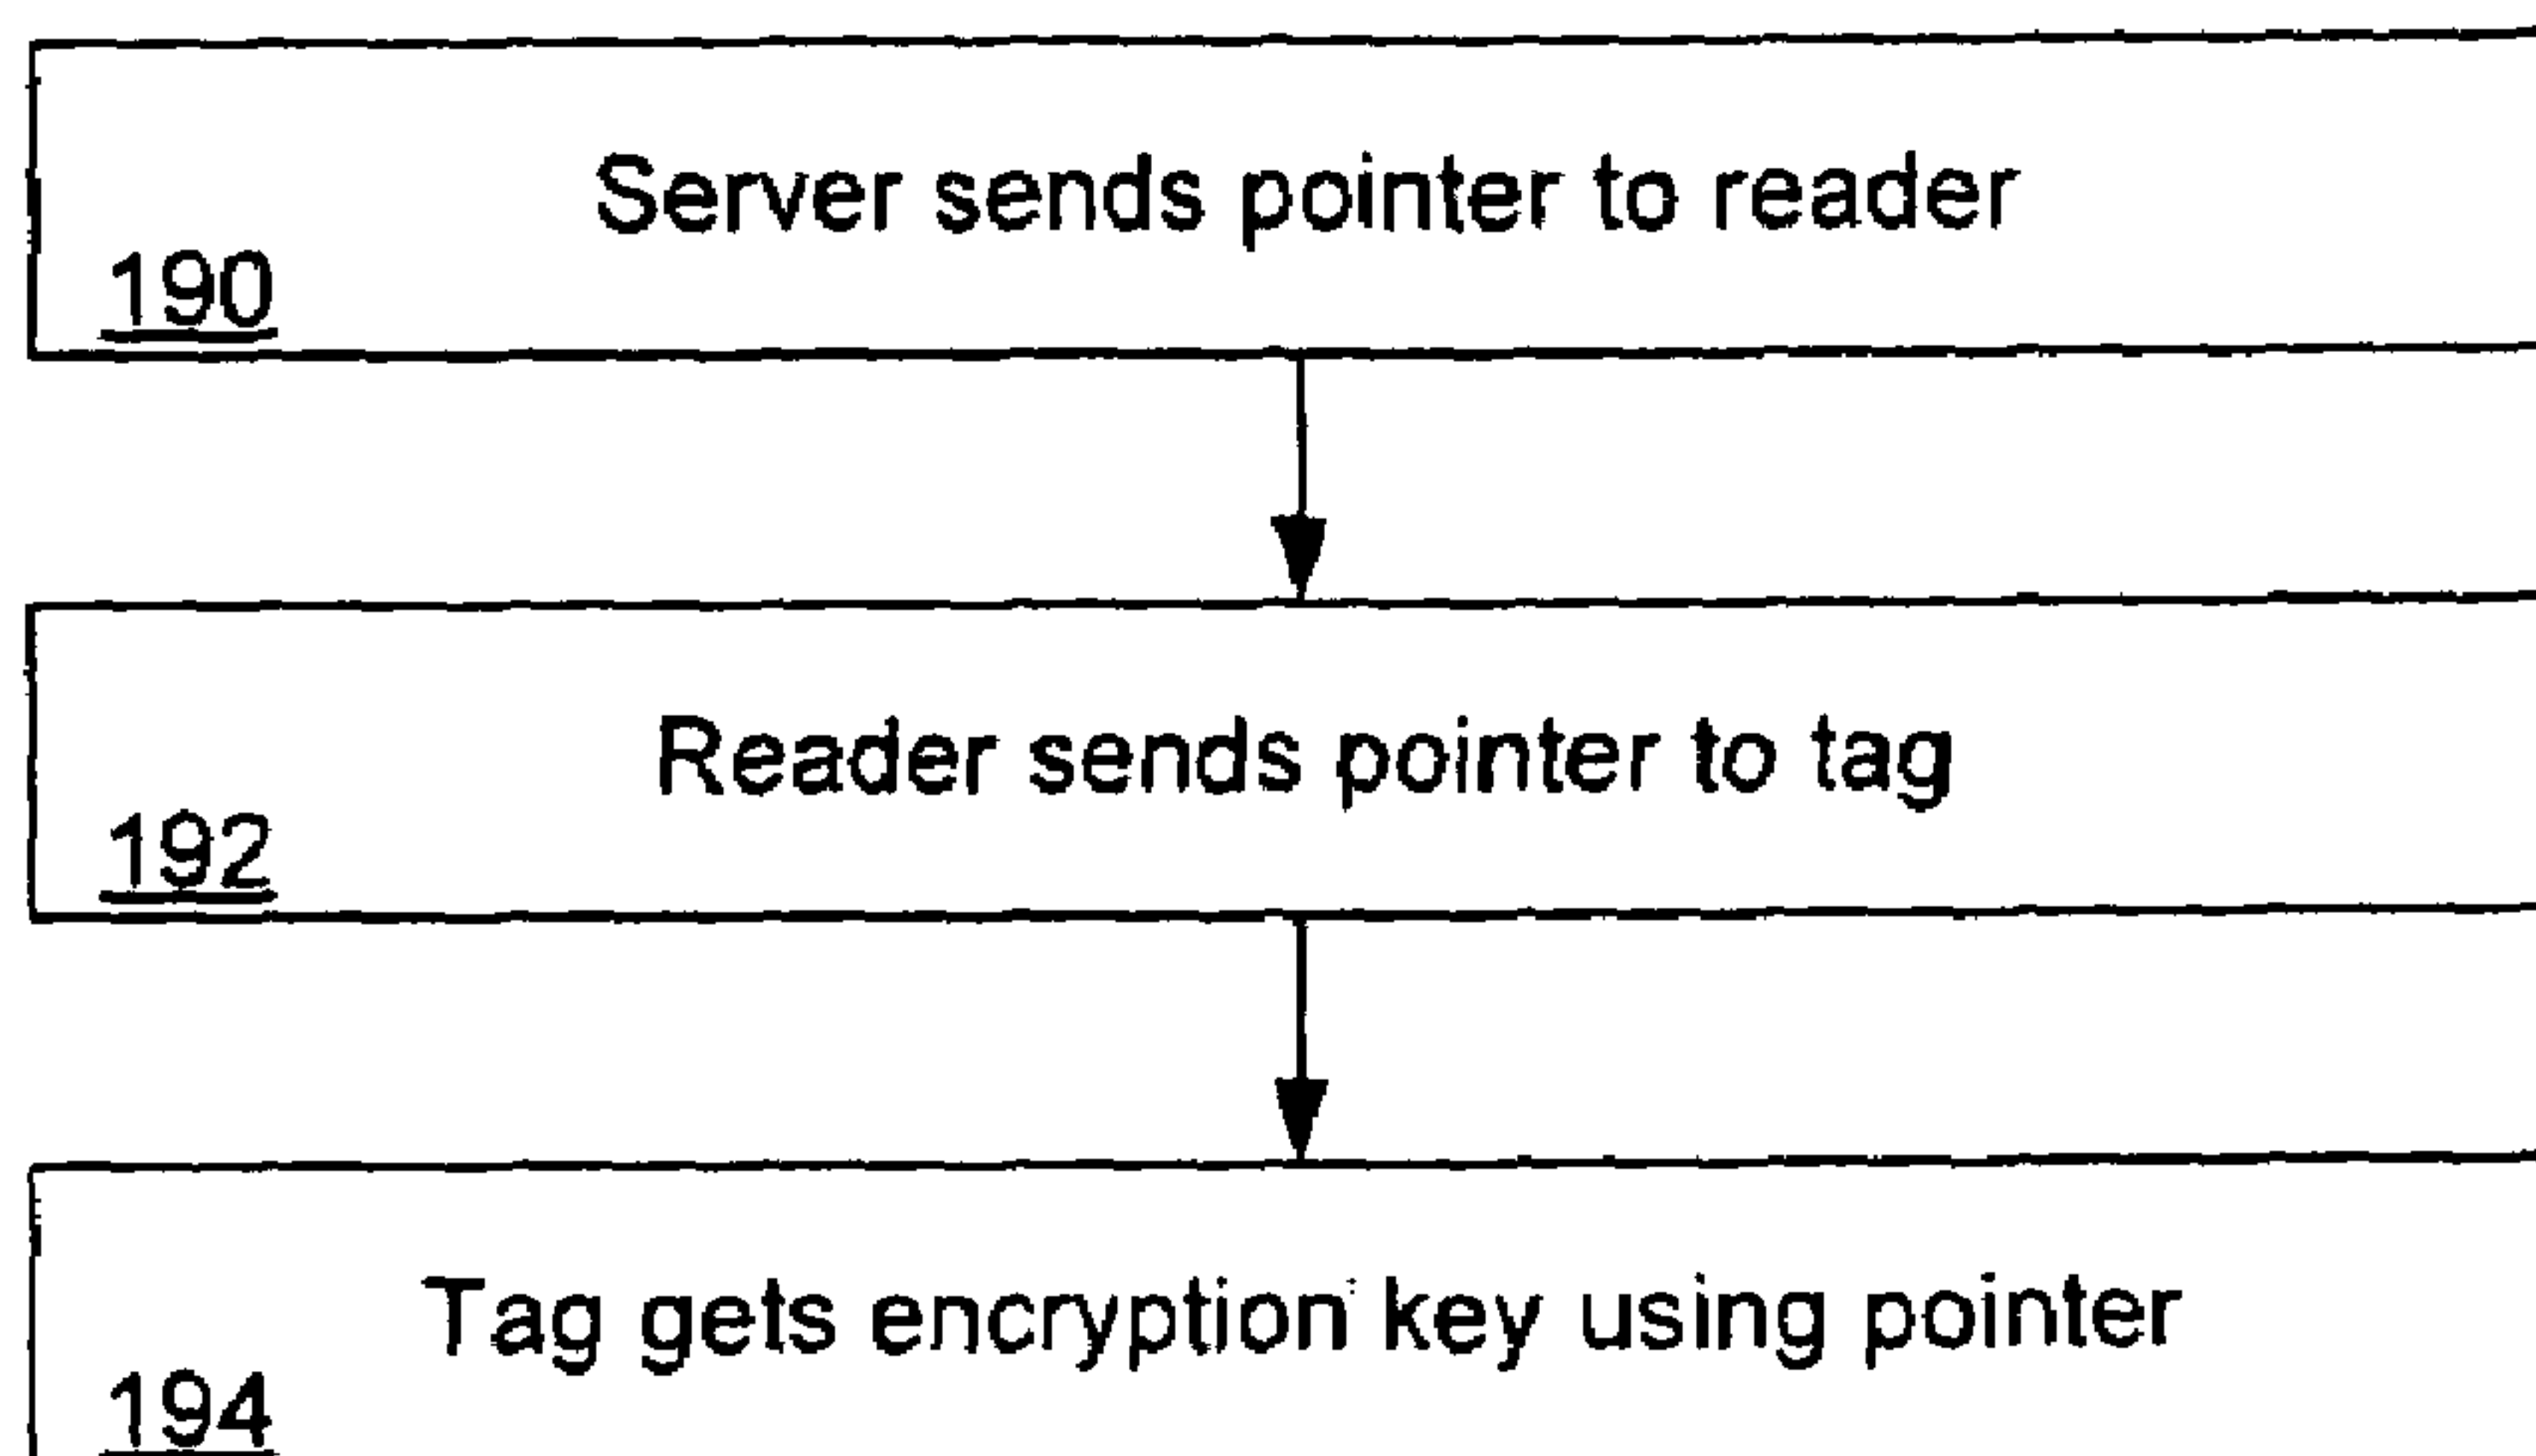 Server sends pointer to reader
190
Reader sends pointer to tag
192
Tag gets encryption key using pointer
194